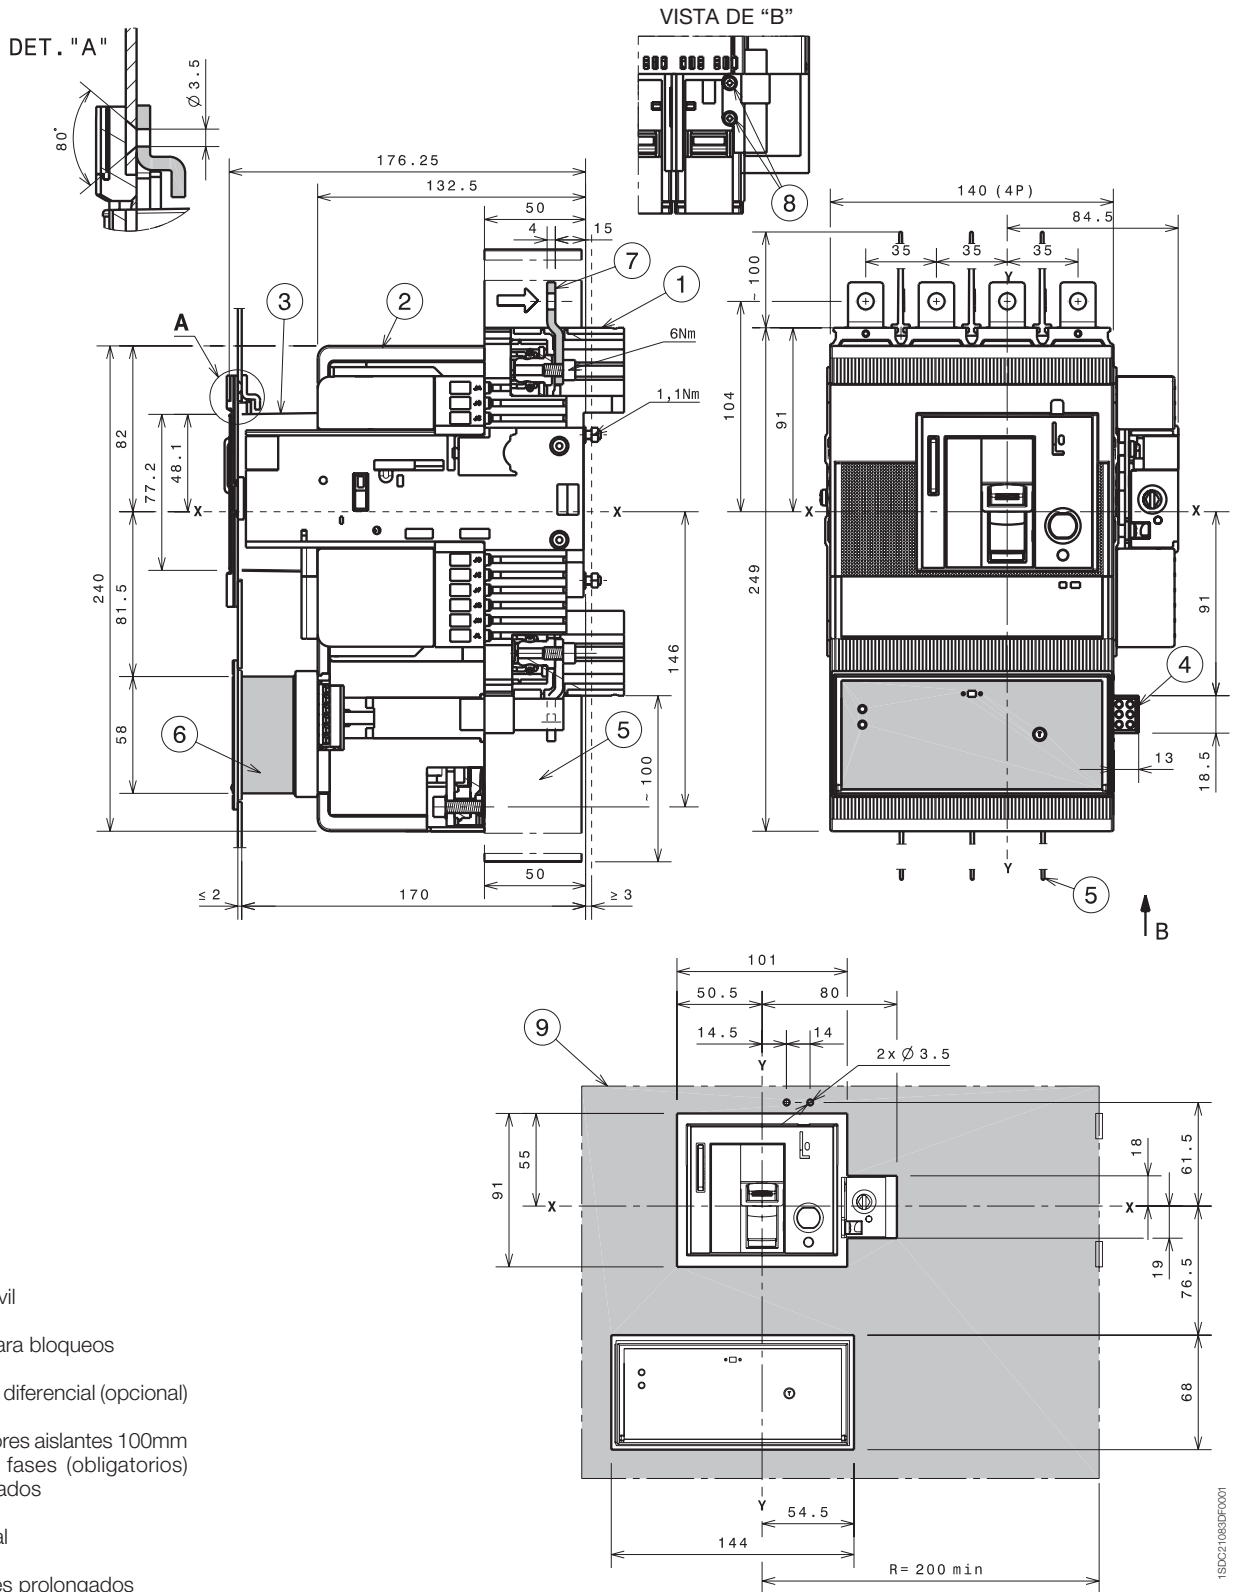 VISTA DE “B”
DET."A"
80°
Ø 3.5
8
176.25
132.5
50
4
15
7
1
3
2
A
6Nm
1,1Nm
82
77.2
48.1
X
X
240
81.5
58
6
5
146
~100
50
≤ 2
170
≥ 3
140 (4P)
84.5
35
35
35
Y
~100
104
91
249
X
X
91
4
13
18.5
Y
5
B
101
50.5
80
14.5
14
9
Y
2x Ø 3.5
55
91
X
X
18
61.5
19
76.5
68
Y
54.5
144
R= 200 min
vil
ara bloqueos
diferencial (opcional)
ores aislantes 100mm
fases (obligatorios)
ados
al
es prolongados
1SDC21083DF0001